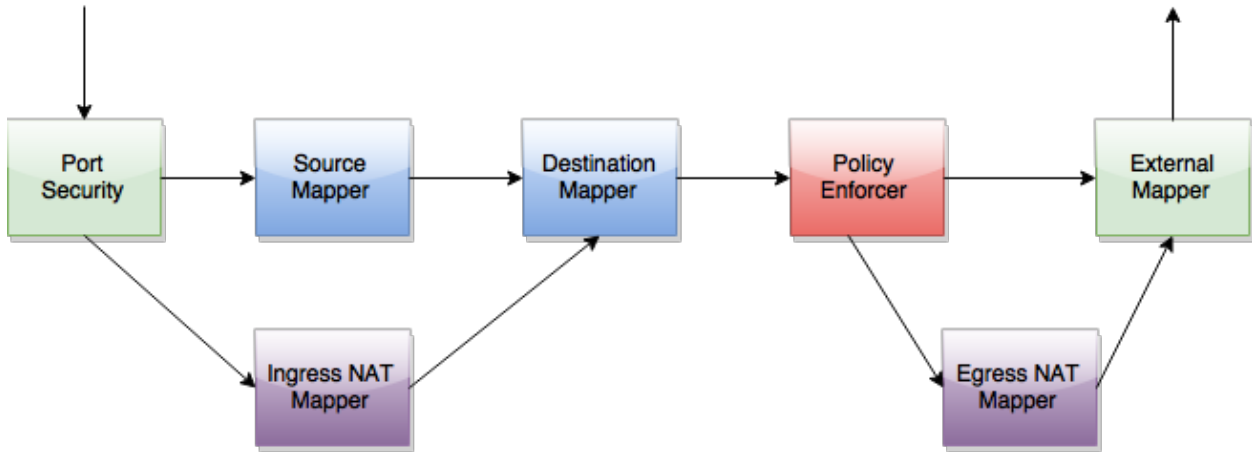 Port
Security
Source
Mapper
Destination
Mapper
Policy
Enforcer
External
Mapper
Ingress NAT
Mapper
Egress NAT
Mapper